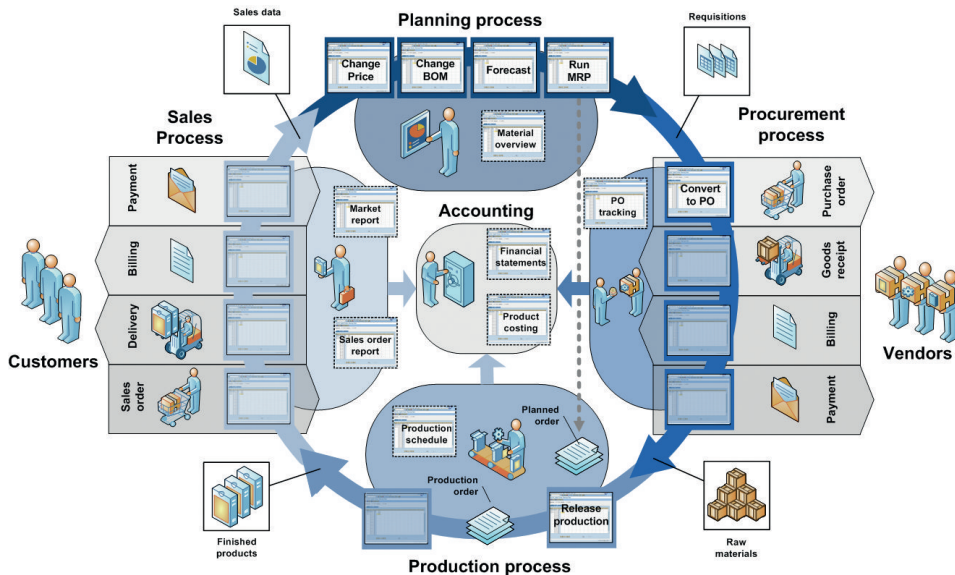 Sales data
Planning process
Requisitions
Change
Price
Change
BOM
Forecast
Run
MRP
Sales
Process
Procurement
process
Material
overview
Payment
Market
report
Accounting
PO
tracking
Convert
to PO
Purchase
order
Billing
Financial
statements
Goods
receipt
Delivery
Product
costing
Billing
Customers
Sales order
report
Vendors
Sales
order
Payment
Production
schedule
Planned
order
Production
order
Release
production
Finished
products
Raw
materials
Production process